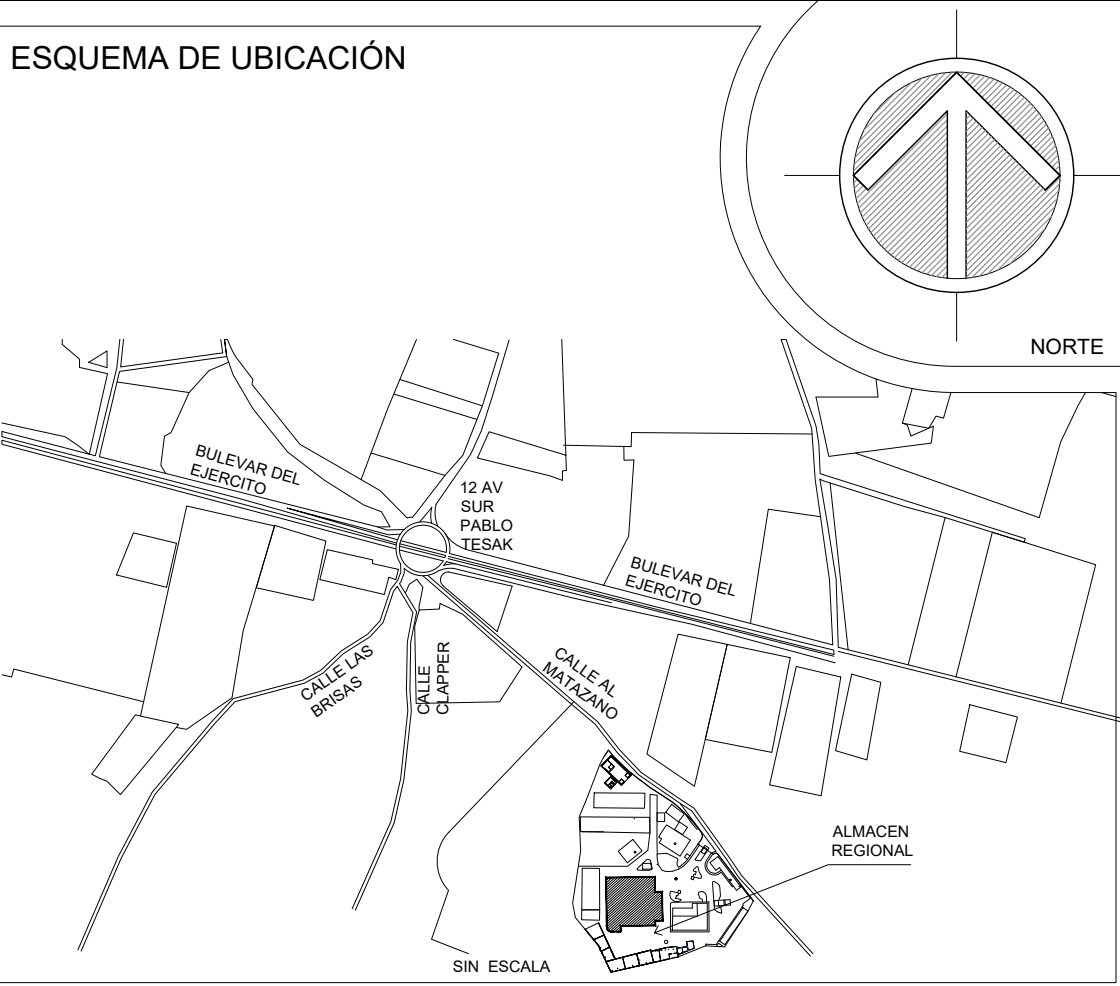 ESQUEMA DE UBICACIÓN
NORTE
BULEVAR DEL
EJERCITO
12 AV
SUR
PABLO
TESAK
BULEVAR DEL
EJERCITO
CALLE LAS
BRISAS
CALLE
CLAPPER
CALLE AL
MATAZANO
ALMACEN
REGIONAL
SIN ESCALA